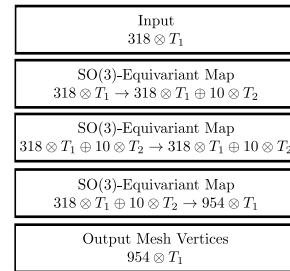 Input
318 ⊗ T₁
SO(3)-Equivariant Map
318 ⊗ T₁ → 318 ⊗ T₁ ⊕ 10 ⊗ T₂
SO(3)-Equivariant Map
318 ⊗ T₁ ⊕ 10 ⊗ T₂ → 318 ⊗ T₁ ⊕ 10 ⊗ T₂
SO(3)-Equivariant Map
318 ⊗ T₁ ⊕ 10 ⊗ T₂ → 954 ⊗ T₁
Output Mesh Vertices
954 ⊗ T₁